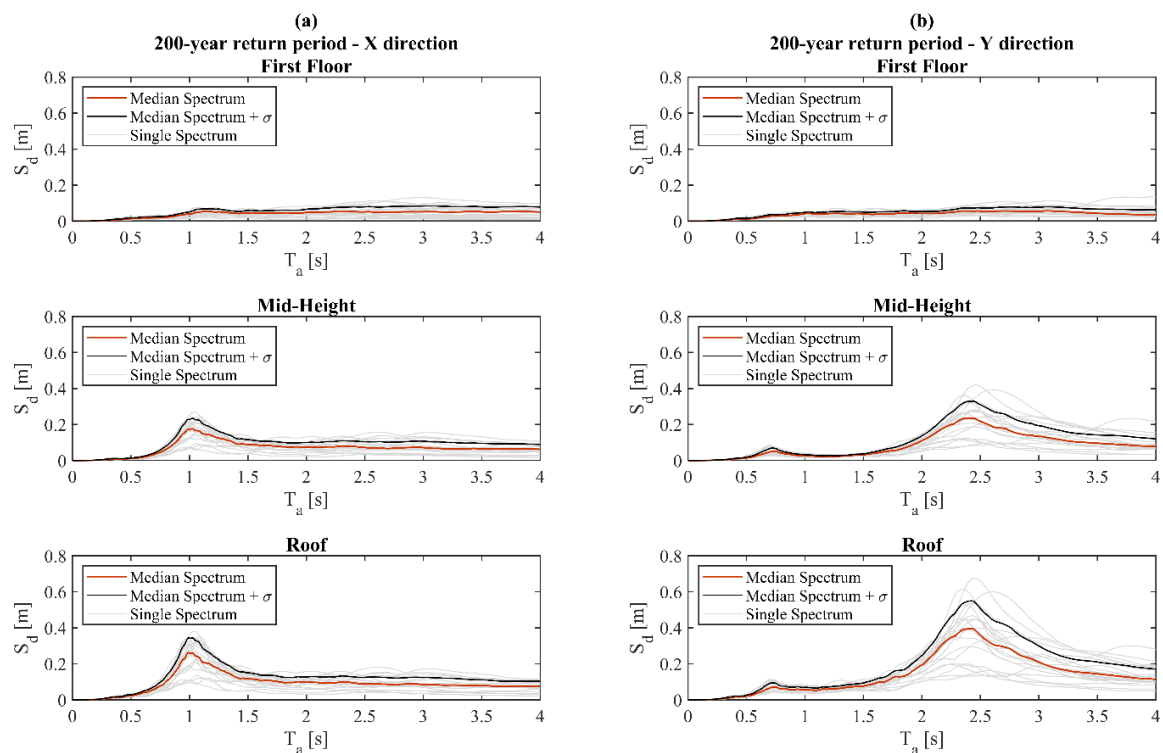 (a)
200-year return period - X direction
First Floor
0.8
0.6
0.4
0.2
0
S_d [m]
Median Spectrum
Median Spectrum + σ
Single Spectrum
0 0.5 1 1.5 2 2.5 3 3.5 4
T_a [s]
Mid-Height
0.8
0.6
0.4
0.2
0
S_d [m]
Median Spectrum
Median Spectrum + σ
Single Spectrum
0 0.5 1 1.5 2 2.5 3 3.5 4
T_a [s]
Roof
0.8
0.6
0.4
0.2
0
S_d [m]
Median Spectrum
Median Spectrum + σ
Single Spectrum
0 0.5 1 1.5 2 2.5 3 3.5 4
T_a [s]
(b)
200-year return period - Y direction
First Floor
0.8
0.6
0.4
0.2
0
S_d [m]
Median Spectrum
Median Spectrum + σ
Single Spectrum
0 0.5 1 1.5 2 2.5 3 3.5 4
T_a [s]
Mid-Height
0.8
0.6
0.4
0.2
0
S_d [m]
Median Spectrum
Median Spectrum + σ
Single Spectrum
0 0.5 1 1.5 2 2.5 3 3.5 4
T_a [s]
Roof
0.8
0.6
0.4
0.2
0
S_d [m]
Median Spectrum
Median Spectrum + σ
Single Spectrum
0 0.5 1 1.5 2 2.5 3 3.5 4
T_a [s]